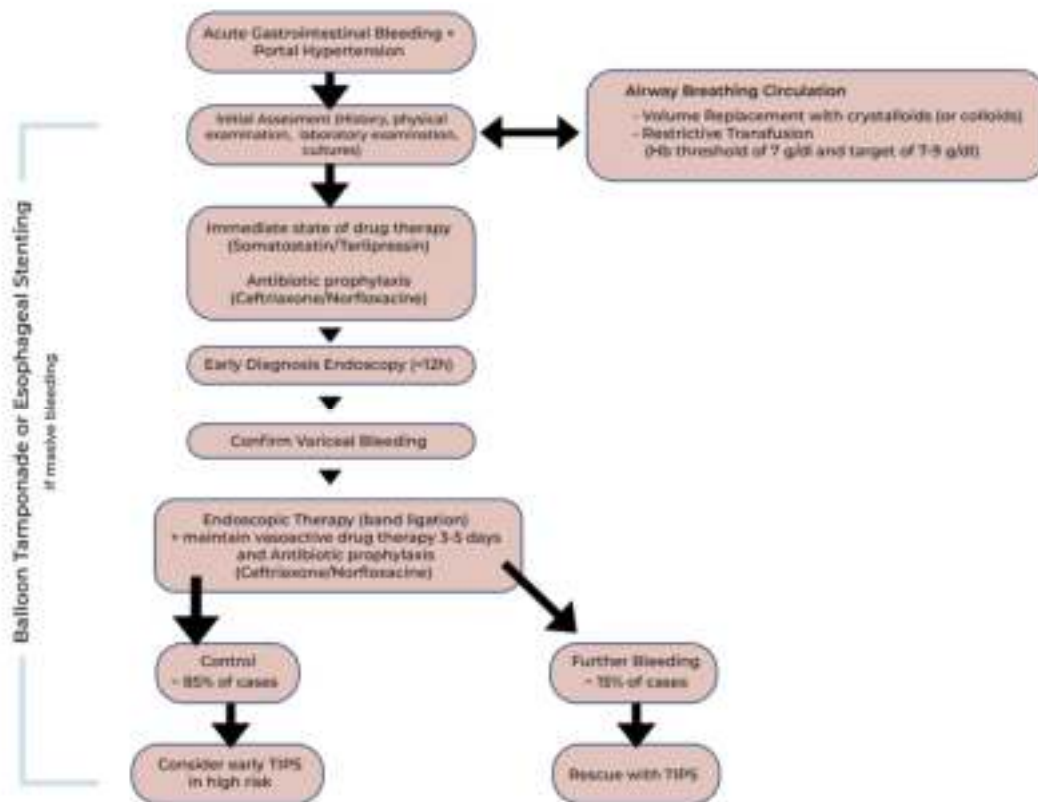 Acute Gastrointestinal Bleeding +
Portal Hypertension
Initial Assesment (History, physical
examination, laboratory examination,
cultures)
Airway Breathing Circulation
- Volume Replacement with crystalloids (or colloids)
- Restrictive Transfusion
(Hb threshold of 7 g/dl and target of 7-9 g/dl)
Immediate state of drug therapy
(Somatostatin/Terlipressin)
Antibiotic prophylaxis
(Ceftriaxone/Norfloxacine)
Early Diagnosis Endoscopy (<12h)
Confirm Variceal Bleeding
Endoscopic Therapy (band ligation)
+ maintain vasoactive drug therapy 3-5 days
and Antibiotic prophylaxis
(Ceftriaxone/Norfloxacine)
Control
~ 85% of cases
Further Bleeding
~ 15% of cases
Consider early TIPS
in high risk
Rescue with TIPS
Balloon Tamponade or Esophageal Stenting
if masive bleeding